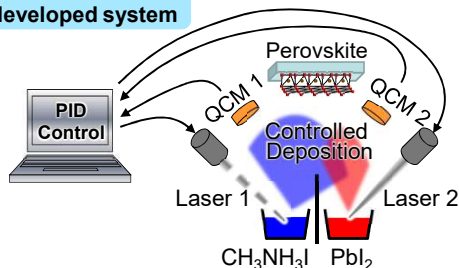 developed system
Perovskite
QCM 1
QCM 2
PID
Control
Controlled
Deposition
Laser 1
Laser 2
CH₃NH₃I
PbI₂